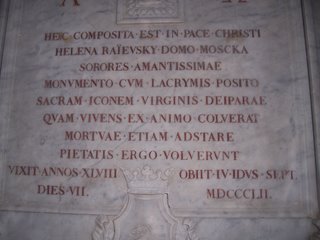 A Ω
HEIC COMPOSITA · EST · IN · PACE · CHRISTI
HELENA RAÏEVSKY · DOMO · MOSCKA
SORORES · AMANTISSIMAE
MONVMENTO · CVM · LACRYMIS · POSITO
SACRAM · ICONEM · VIRGINIS · DEIPARAE
QVAM · VIVENS · EX · ANIMO · COLVERAT
MORTVAE · ETIAM · ADSTARE
PIETATIS · ERGO · VOLVERVNT
VIXIT · ANNOS · XLVIII OBIIT · IV · IDVS · SEPT.
DIES · VII. MDCCCLII.